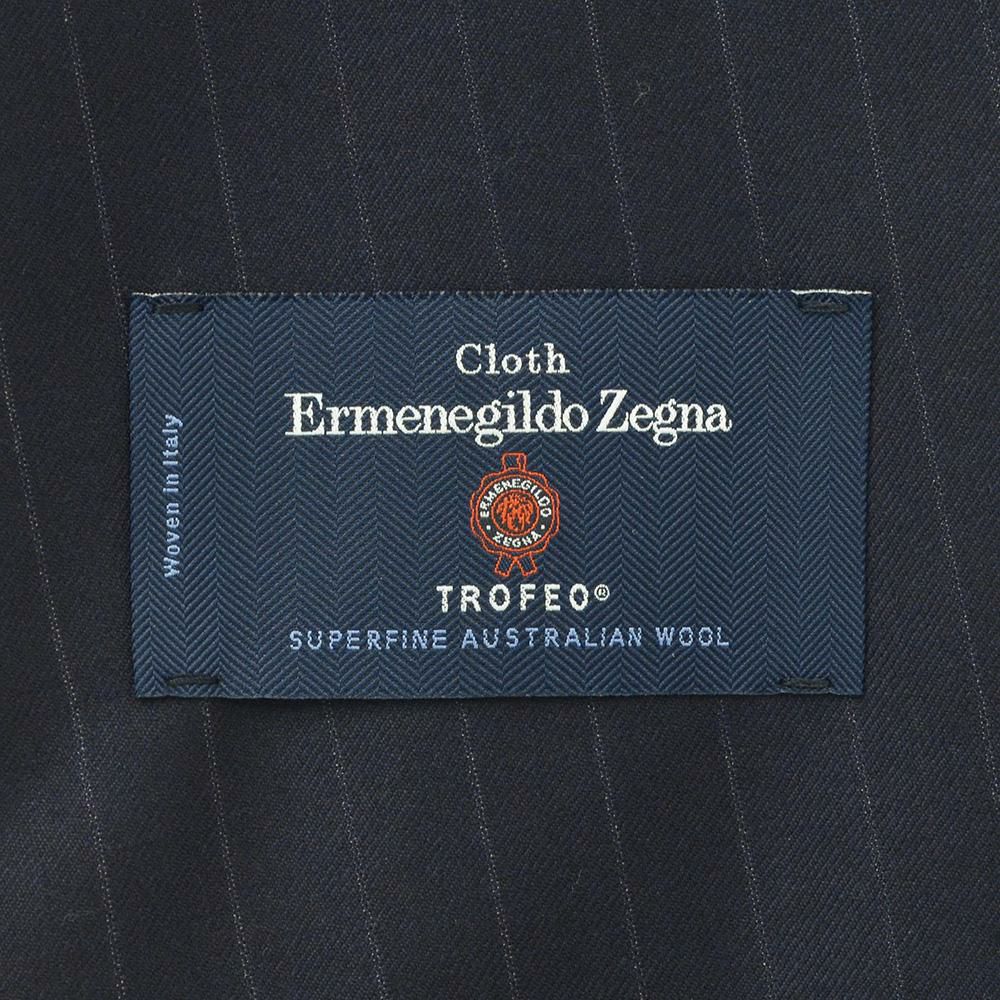 Cloth
Ermenegildo Zegna
ERMENEGILDO
ZEGNA
TROFEO®
SUPERFINE AUSTRALIAN WOOL
Woven in Italy